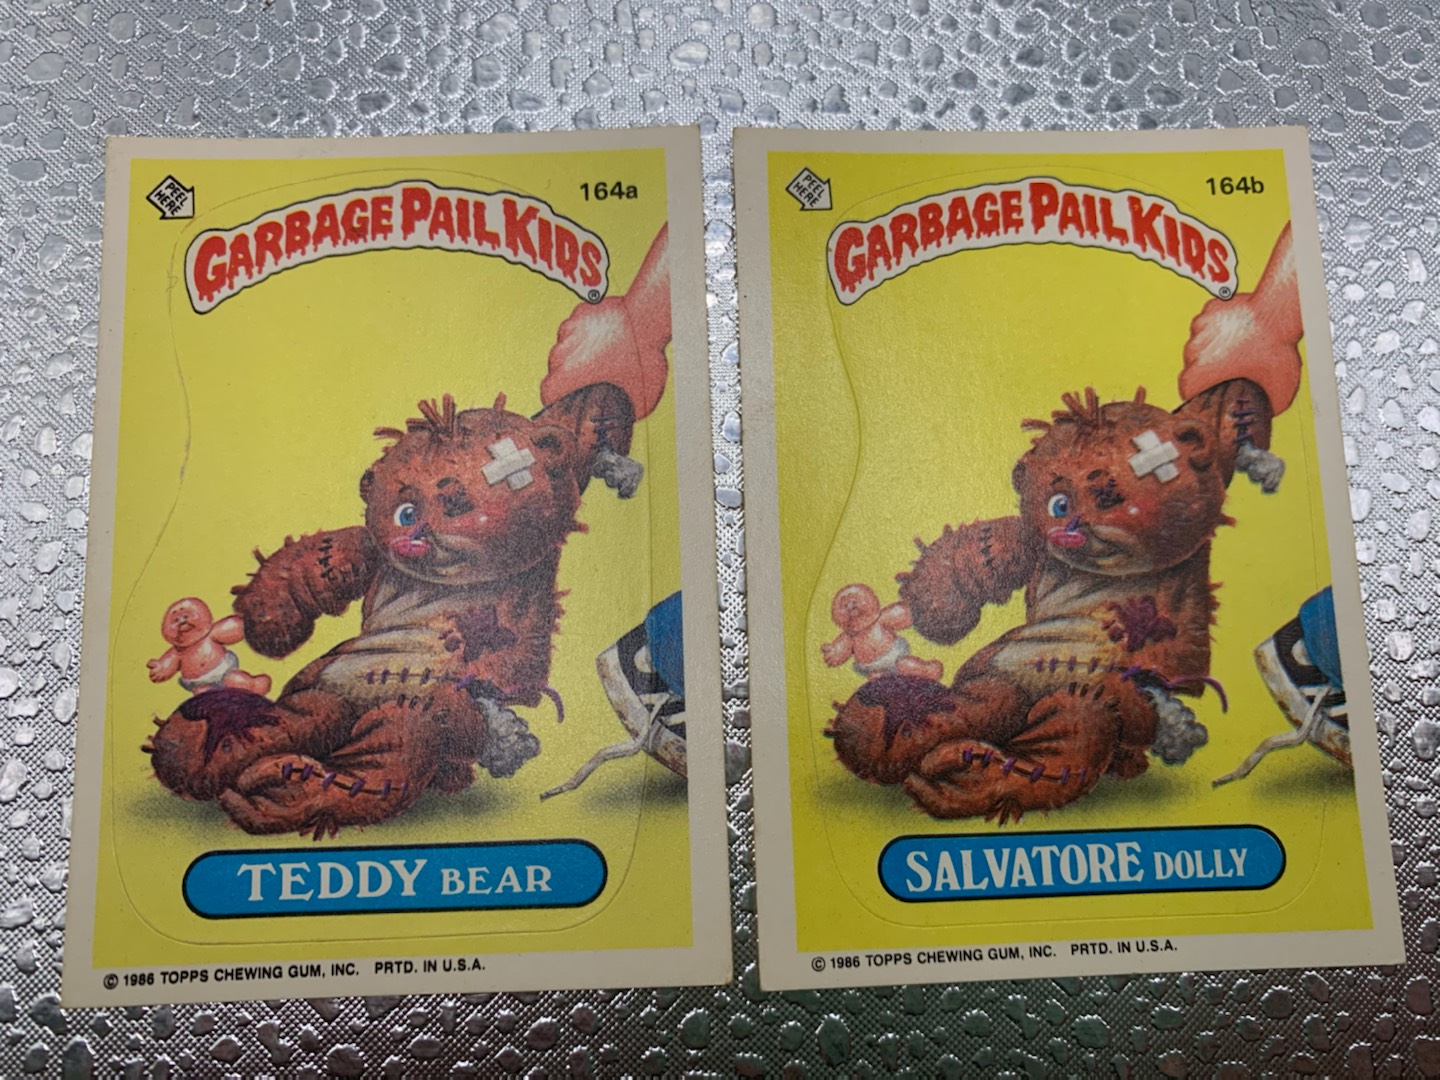 PEEL HERE
164a
GARBAGE PAIL KIDS
®
TEDDY BEAR
© 1986 TOPPS CHEWING GUM, INC. PRTD. IN U.S.A.
PEEL HERE
164b
GARBAGE PAIL KIDS
®
SALVATORE DOLLY
© 1986 TOPPS CHEWING GUM, INC. PRTD. IN U.S.A.